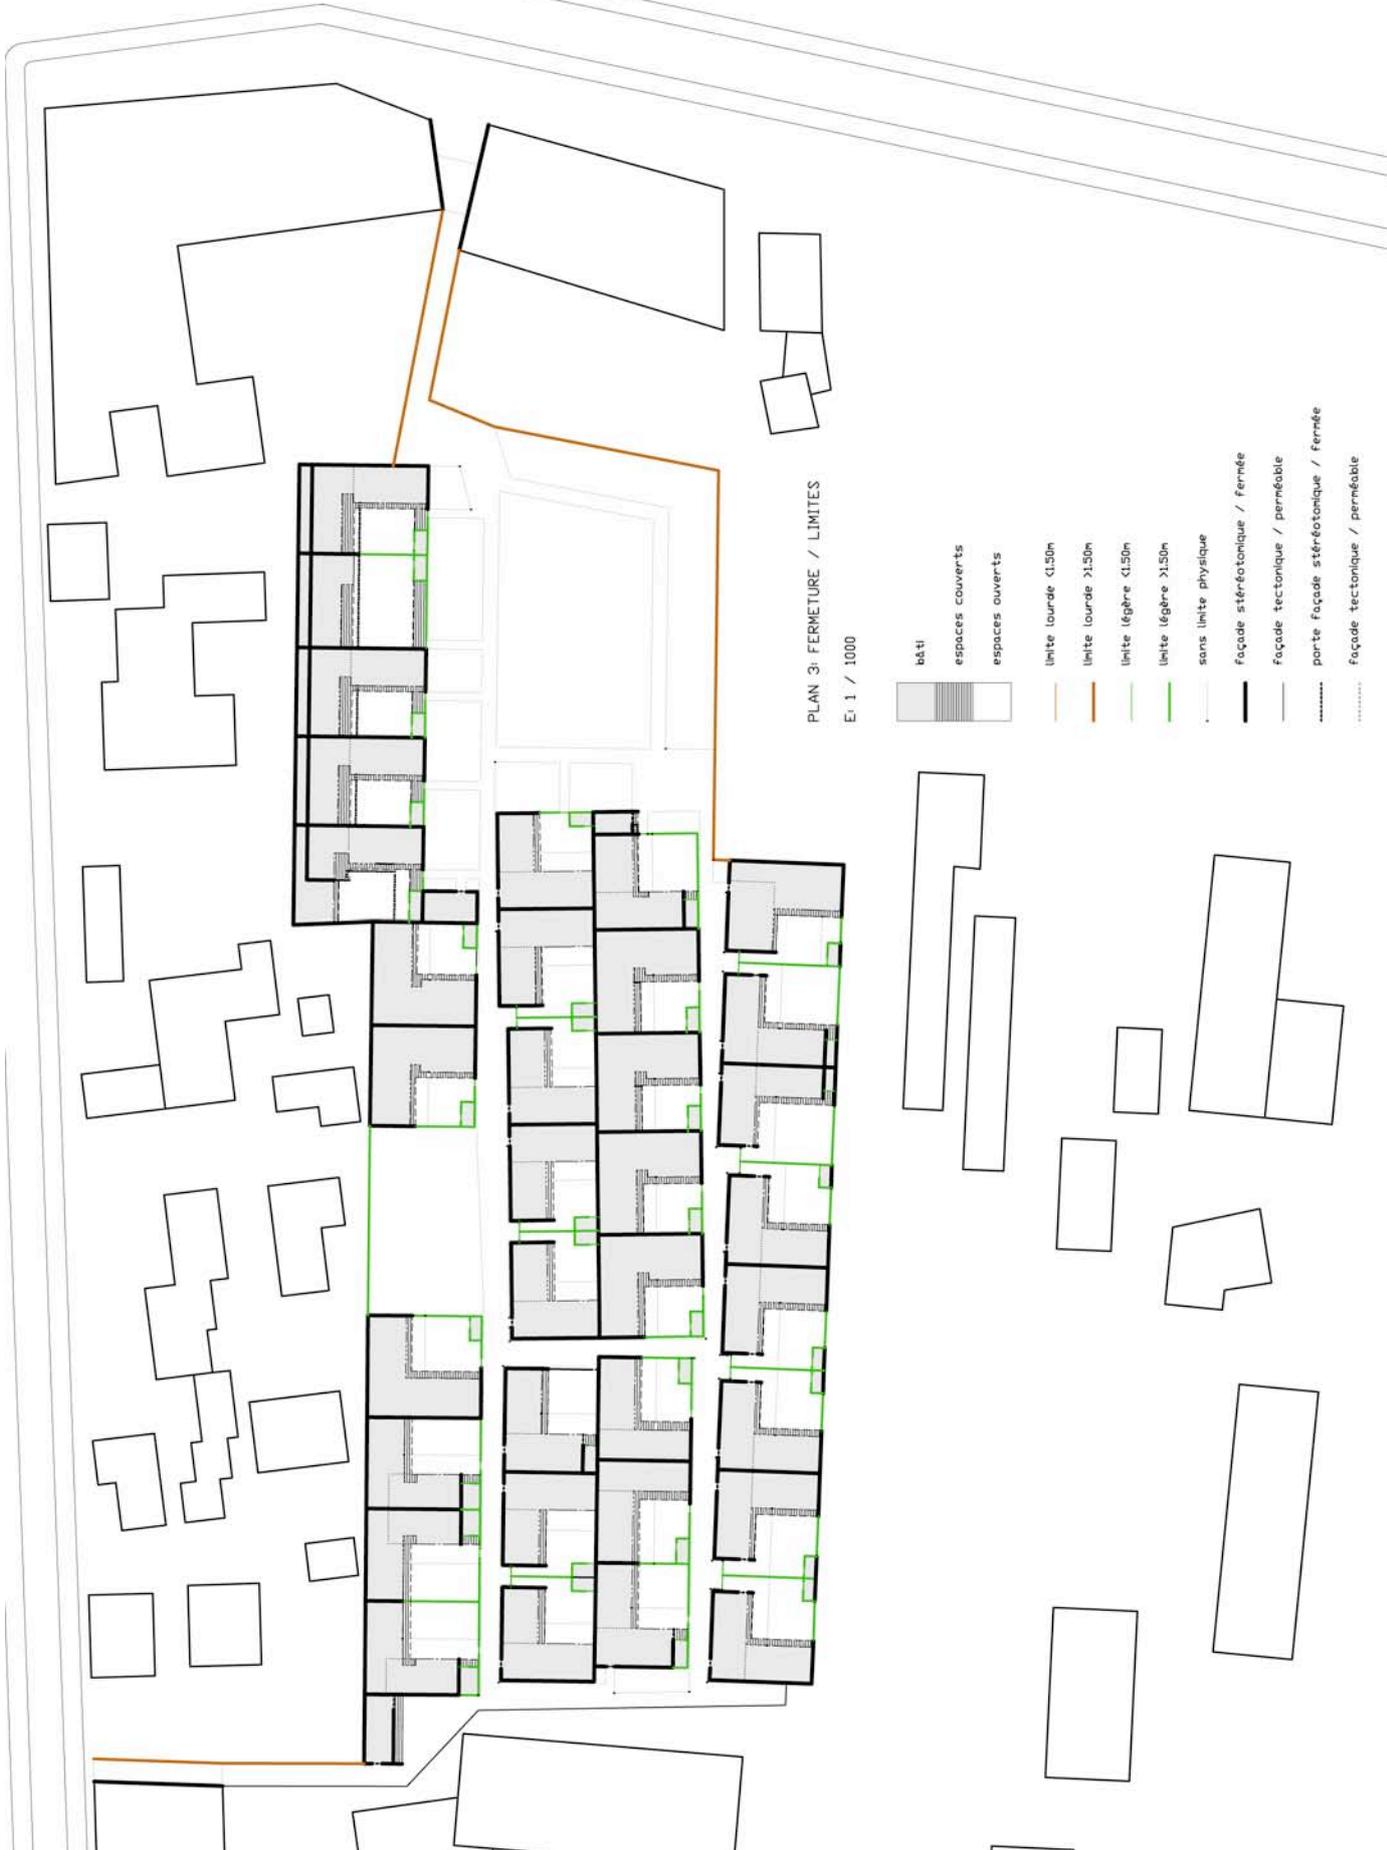 PLAN 3: FERMETURE / LIMITES
E: 1 / 1000
bâti
espaces couverts
espaces ouverts
limite lourde <1.50m
limite lourde >1.50m
limite légère <1.50m
limite légère >1.50m
sans limite physique
façade stéréotomique / fermée
façade tectonique / perméable
porte façade stéréotomique / fermée
façade tectonique / perméable